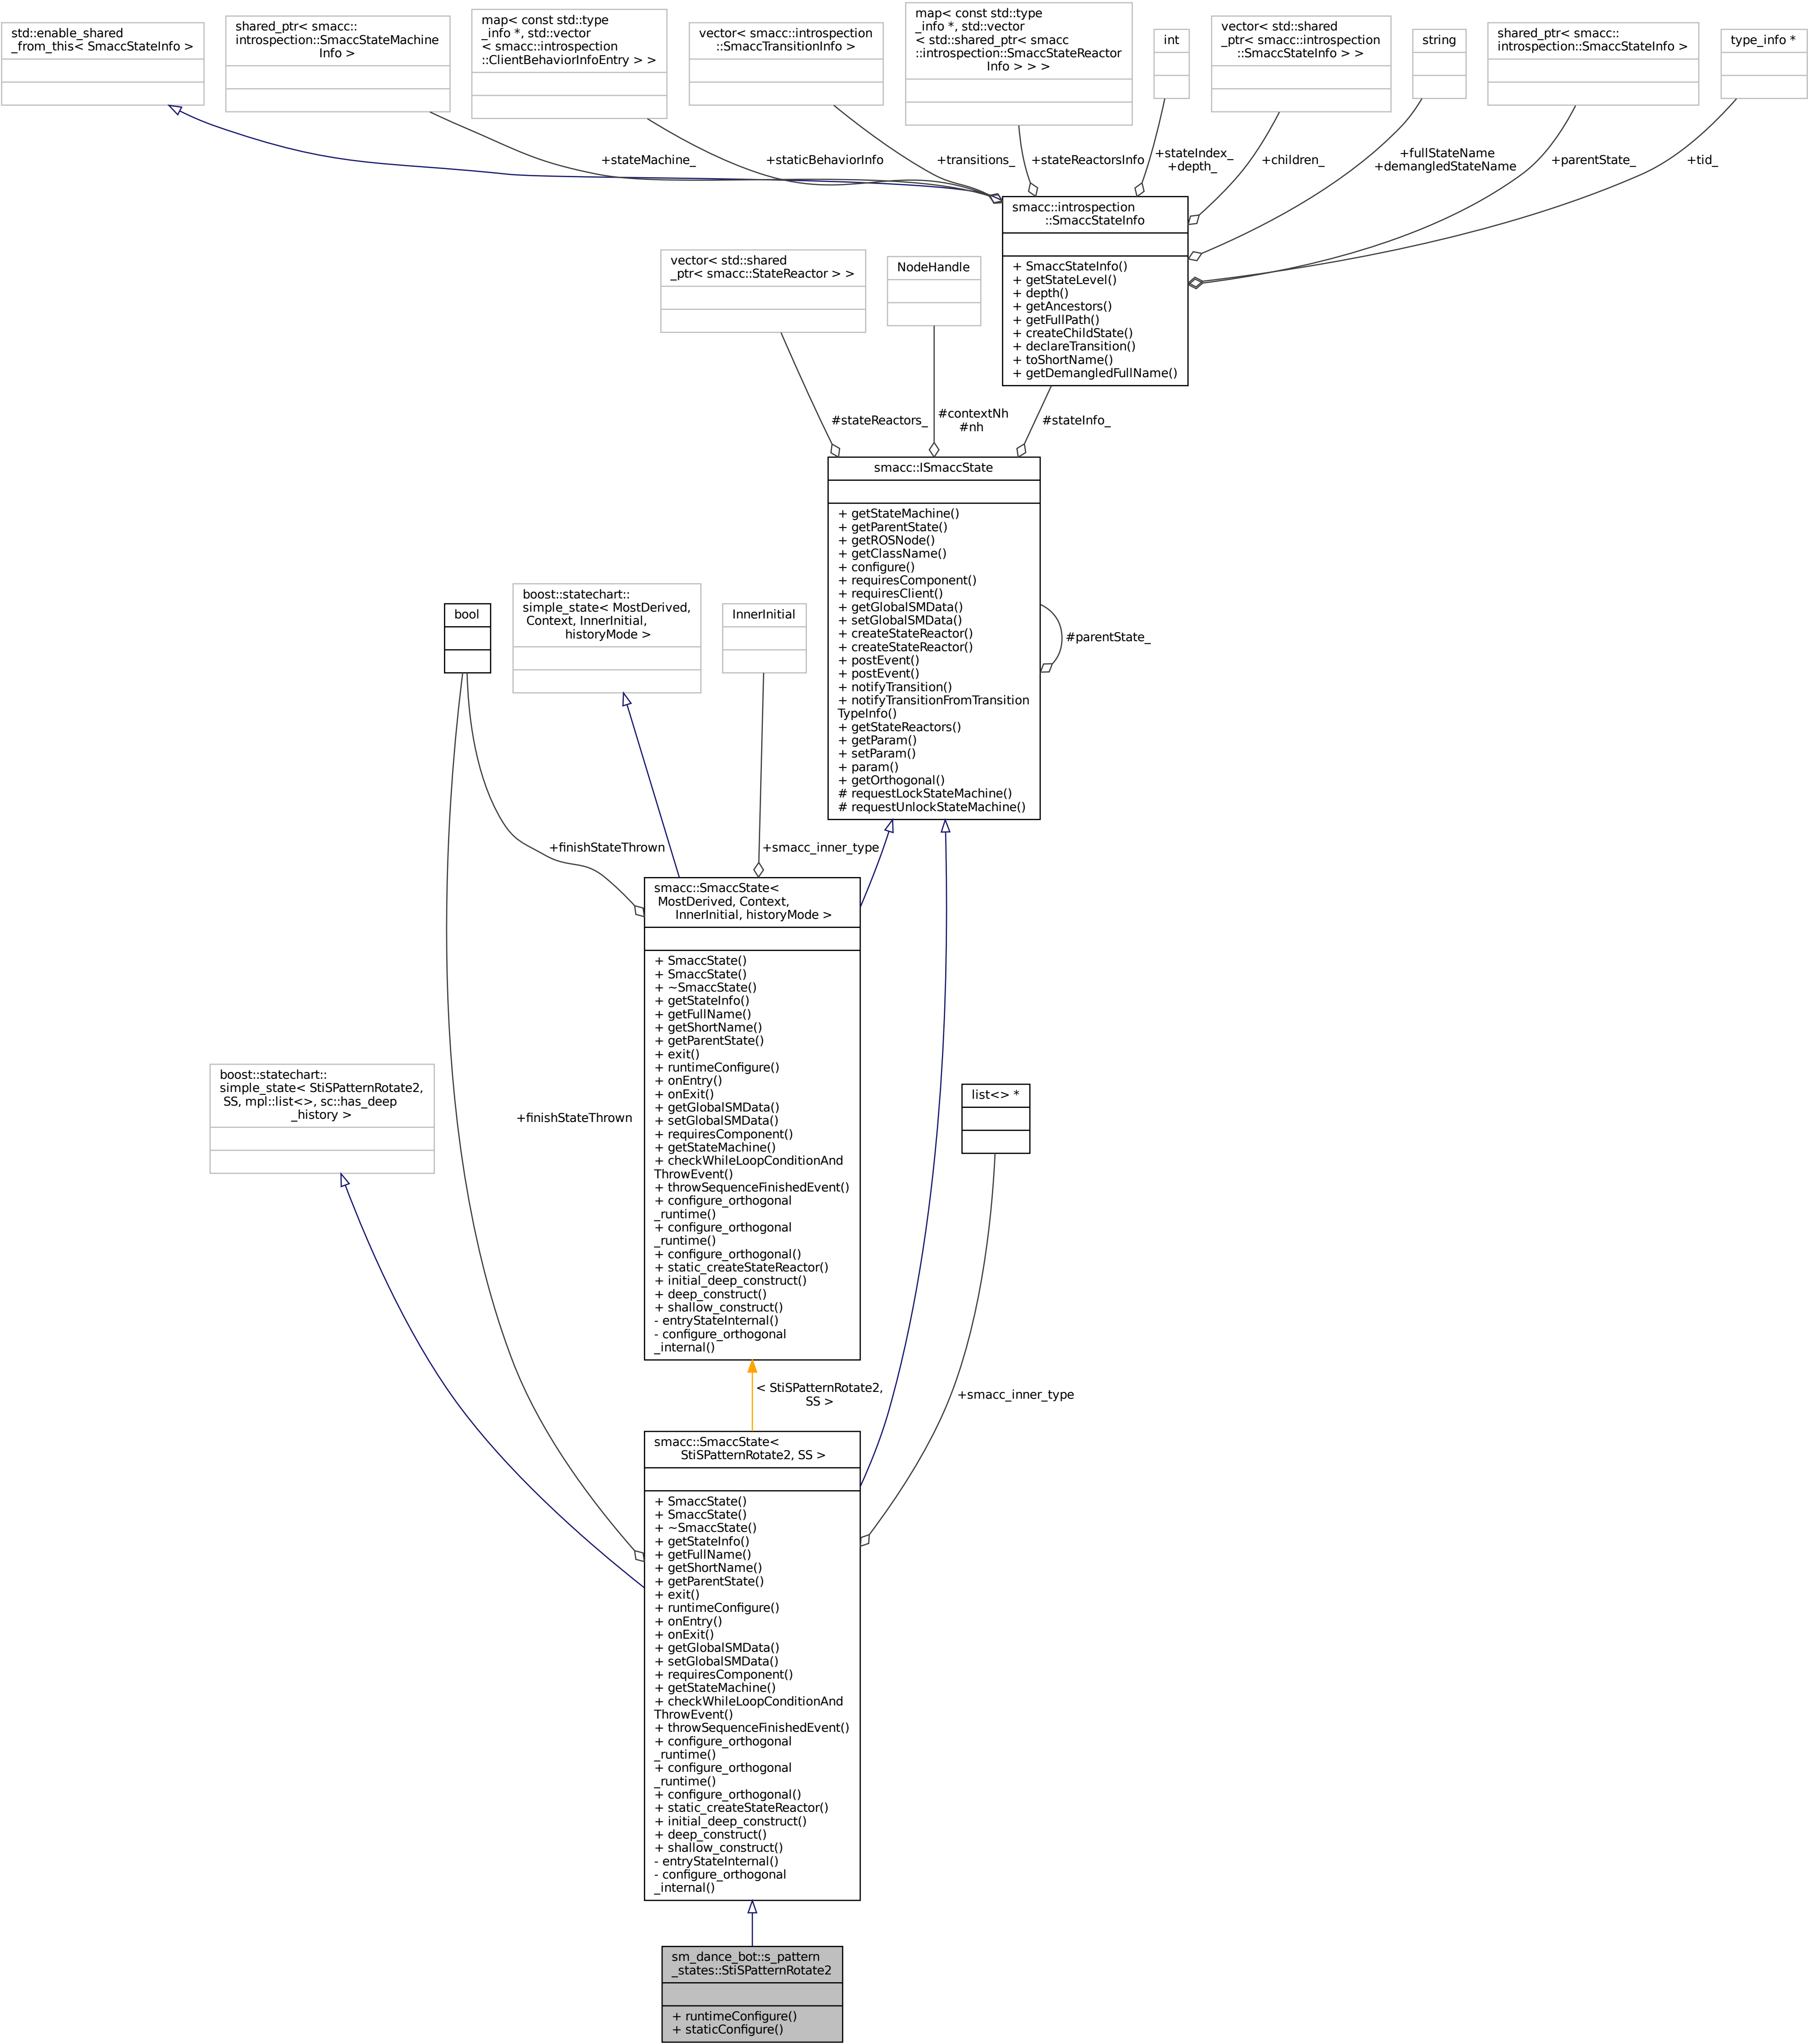 std::enable_shared
_from_this< SmaccStateInfo >
shared_ptr< smacc::
introspection::SmaccStateMachine
Info >
map< const std::type
_info *, std::vector
< smacc::introspection
::ClientBehaviorInfoEntry > >
vector< smacc::introspection
::SmaccTransitionInfo >
map< const std::type
_info *, std::vector
< std::shared_ptr< smacc
::introspection::SmaccStateReactor
Info > > >
int
vector< std::shared
_ptr< smacc::introspection
::SmaccStateInfo > >
string
shared_ptr< smacc::
introspection::SmaccStateInfo >
type_info *
+stateMachine_
+staticBehaviorInfo
+transitions_
+stateReactorsInfo
+stateIndex_
+depth_
+children_
+fullStateName
+demangledStateName
+parentState_
+tid_
smacc::introspection
::SmaccStateInfo
+ SmaccStateInfo()
+ getStateLevel()
+ depth()
+ getAncestors()
+ getFullPath()
+ createChildState()
+ declareTransition()
+ toShortName()
+ getDemangledFullName()
vector< std::shared
_ptr< smacc::StateReactor > >
NodeHandle
#stateReactors_
#contextNh
#nh
#stateInfo_
smacc::ISmaccState
+ getStateMachine()
+ getParentState()
+ getROSNode()
+ getClassName()
+ configure()
+ requiresComponent()
+ requiresClient()
+ getGlobalSMData()
+ setGlobalSMData()
+ createStateReactor()
+ createStateReactor()
+ postEvent()
+ postEvent()
+ notifyTransition()
+ notifyTransitionFromTransition
TypeInfo()
+ getStateReactors()
+ getParam()
+ setParam()
+ param()
+ getOrthogonal()
# requestLockStateMachine()
# requestUnlockStateMachine()
#parentState_
bool
boost::statechart::
simple_state< MostDerived,
Context, InnerInitial,
historyMode >
InnerInitial
+finishStateThrown
+smacc_inner_type
smacc::SmaccState<
MostDerived, Context,
InnerInitial, historyMode >
+ SmaccState()
+ SmaccState()
+ ~SmaccState()
+ getStateInfo()
+ getFullName()
+ getShortName()
+ getParentState()
+ exit()
+ runtimeConfigure()
+ onEntry()
+ onExit()
+ getGlobalSMData()
+ setGlobalSMData()
+ requiresComponent()
+ getStateMachine()
+ checkWhileLoopConditionAnd
ThrowEvent()
+ throwSequenceFinishedEvent()
+ configure_orthogonal
_runtime()
+ configure_orthogonal
_runtime()
+ configure_orthogonal()
+ static_createStateReactor()
+ initial_deep_construct()
+ deep_construct()
+ shallow_construct()
- entryStateInternal()
- configure_orthogonal
_internal()
boost::statechart::
simple_state< StiSPatternRotate2,
SS, mpl::list<>, sc::has_deep
_history >
+finishStateThrown
list<> *
< StiSPatternRotate2,
SS >
+smacc_inner_type
smacc::SmaccState<
StiSPatternRotate2, SS >
+ SmaccState()
+ SmaccState()
+ ~SmaccState()
+ getStateInfo()
+ getFullName()
+ getShortName()
+ getParentState()
+ exit()
+ runtimeConfigure()
+ onEntry()
+ onExit()
+ getGlobalSMData()
+ setGlobalSMData()
+ requiresComponent()
+ getStateMachine()
+ checkWhileLoopConditionAnd
ThrowEvent()
+ throwSequenceFinishedEvent()
+ configure_orthogonal
_runtime()
+ configure_orthogonal
_runtime()
+ configure_orthogonal()
+ static_createStateReactor()
+ initial_deep_construct()
+ deep_construct()
+ shallow_construct()
- entryStateInternal()
- configure_orthogonal
_internal()
sm_dance_bot::s_pattern
_states::StiSPatternRotate2
+ runtimeConfigure()
+ staticConfigure()